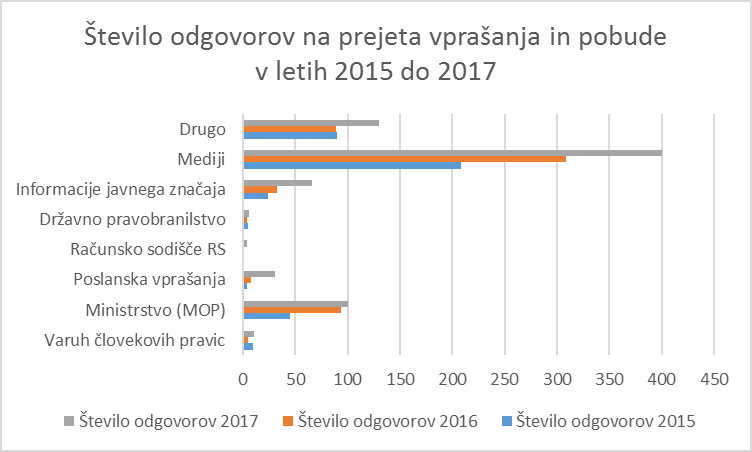 Število odgovorov na prejeta vprašanja in pobude
v letih 2015 do 2017
Drugo
Mediji
Informacije javnega značaja
Državno pravobranilstvo
Računsko sodišče RS
Poslanska vprašanja
Ministrstvo (MOP)
Varuh človekovih pravic
0 50 100 150 200 250 300 350 400 450
Število odgovorov 2017 Število odgovorov 2016 Število odgovorov 2015